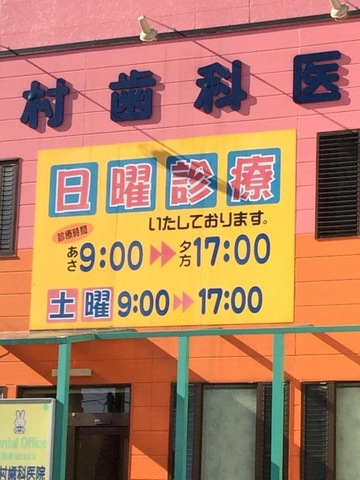 村歯科医
日曜診療
いたしております。
診療時間
あさ9:00▶▶夕方17:00
土曜9:00▶▶17:00
ental Office
村歯科医院